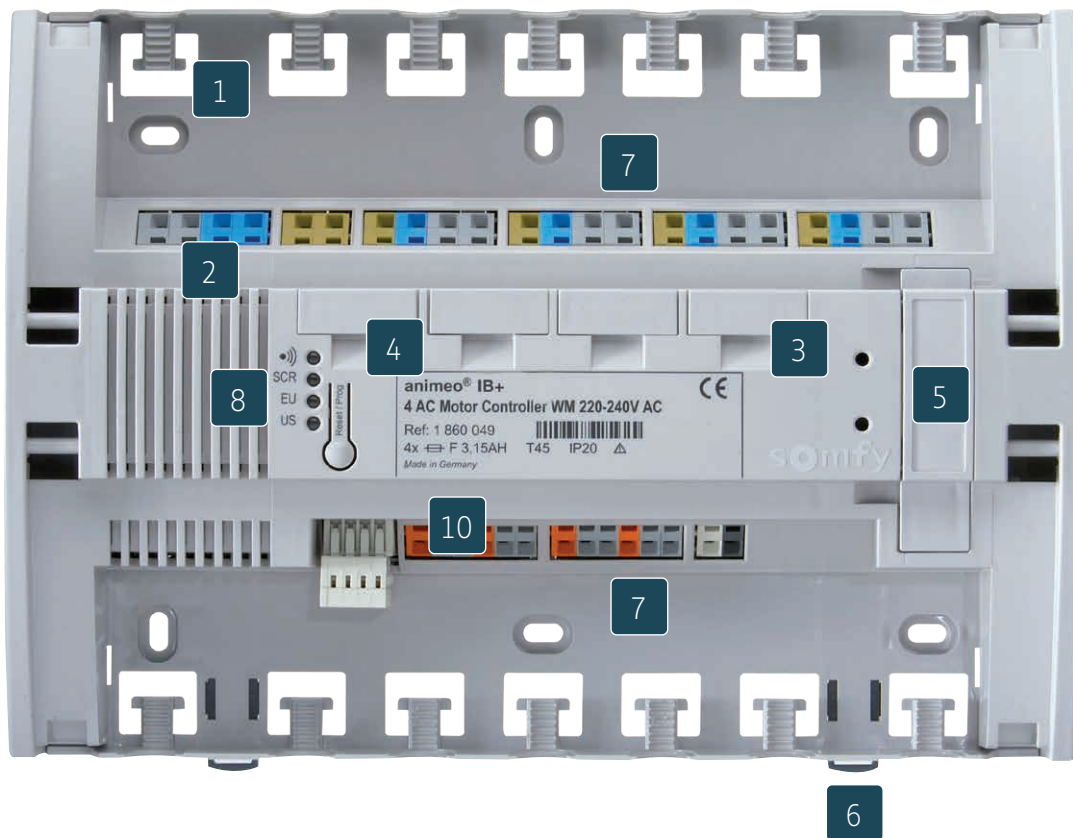 1
7
2
4
3
8
5
SCR
EU
US
Reset / Prog
animeo® IB+
4 AC Motor Controller WM 220-240V AC
Ref: 1 860 049
4x F 3,15AH T45 IP20
Made in Germany
CE
somfy
10
7
6